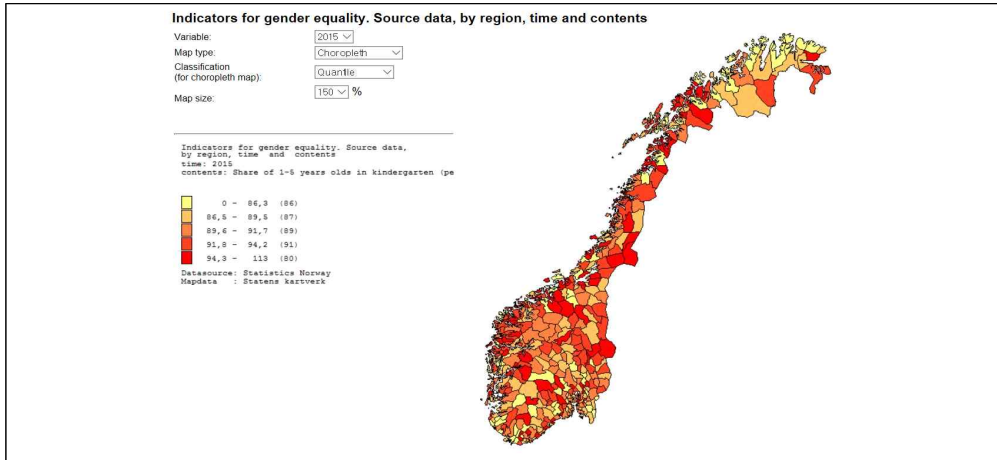 Indicators for gender equality. Source data, by region, time and contents
Variable: 2015
Map type: Choropleth
Classification
(for choropleth map): Quantile
Map size: 150 %
Indicators for gender equality. Source data,
by region, time and contents
time: 2015
contents: Share of 1-5 years olds in kindergarten (pe
0 - 86,3 (86)
86,5 - 89,5 (87)
89,6 - 91,7 (89)
91,8 - 94,2 (91)
94,3 - 113 (80)
Datasource: Statistics Norway
Mapdata : Statens kartverk